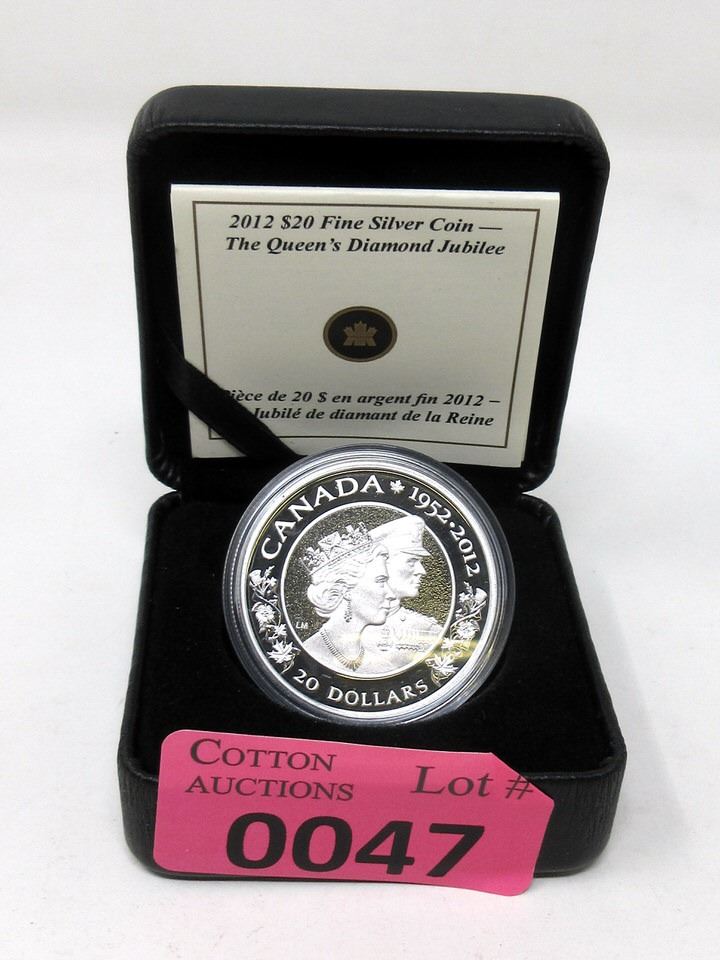 2012 $20 Fine Silver Coin —
The Queen's Diamond Jubilee
ièce de 20 $ en argent fin 2012 –
Jubilé de diamant de la Reine
CANADA 1952·2012
LM
20 DOLLARS
COTTON
AUCTIONS
Lot #
0047